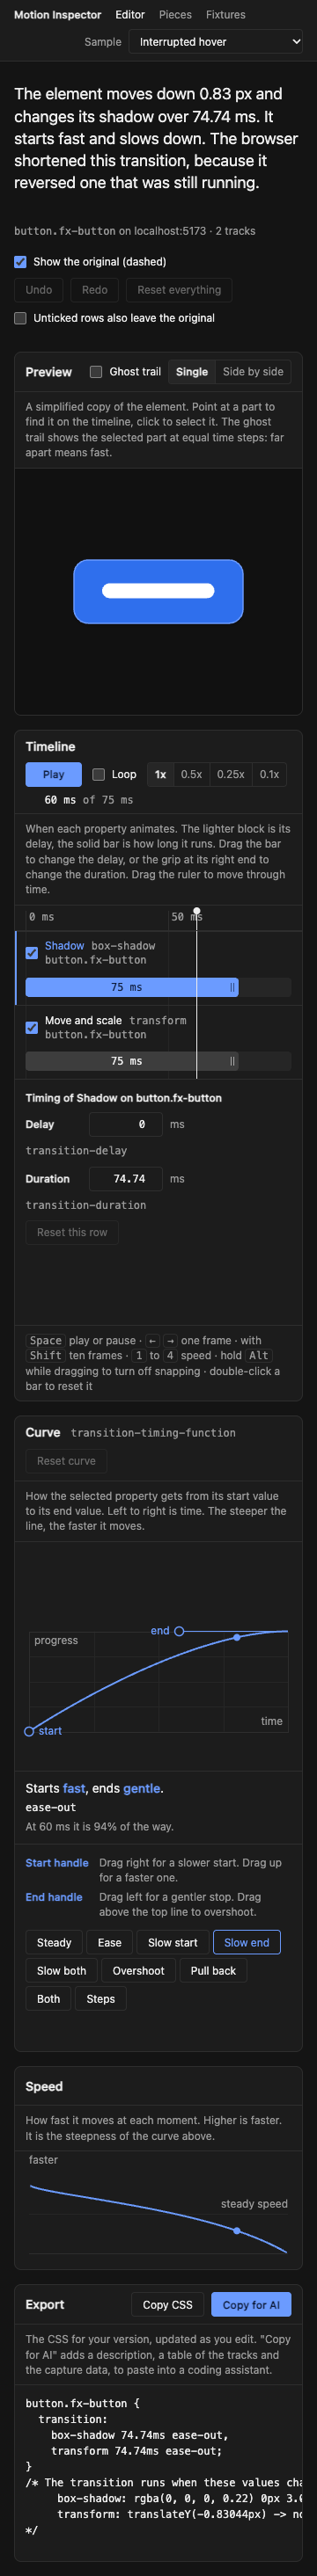 Motion Inspector Editor Pieces Fixtures
Sample Interrupted hover
The element moves down 0.83 px and
changes its shadow over 74.74 ms. It
starts fast and slows down. The browser
shortened this transition, because it
reversed one that was still running.
button.fx-button on localhost:5173 · 2 tracks
Show the original (dashed)
Undo Redo Reset everything
Unticked rows also leave the original
Preview Ghost trail Single Side by side
A simplified copy of the element. Point at a part to
find it on the timeline, click to select it. The ghost
trail shows the selected part at equal time steps: far
apart means fast.
Timeline
Play Loop 1x 0.5x 0.25x 0.1x
60 ms of 75 ms
When each property animates. The lighter block is its
delay, the solid bar is how long it runs. Drag the bar
to change the delay, or the grip at its right end to
change the duration. Drag the ruler to move through
time.
0 ms 50 ms
Shadow box-shadow
button.fx-button
75 ms
Move and scale transform
button.fx-button
75 ms
Timing of Shadow on button.fx-button
Delay 0 ms
transition-delay
Duration 74.74 ms
transition-duration
Reset this row
Space play or pause · ← → one frame · with
Shift ten frames · 1 to 4 speed · hold Alt
while dragging to turn off snapping · double-click a
bar to reset it
Curve transition-timing-function
Reset curve
How the selected property gets from its start value
to its end value. Left to right is time. The steeper the
line, the faster it moves.
end
progress
time
start
Starts fast, ends gentle.
ease-out
At 60 ms it is 94% of the way.
Start handle Drag right for a slower start. Drag up
for a faster one.
End handle Drag left for a gentler stop. Drag
above the top line to overshoot.
Steady Ease Slow start Slow end
Slow both Overshoot Pull back
Both Steps
Speed
How fast it moves at each moment. Higher is faster.
It is the steepness of the curve above.
faster
steady speed
Export Copy CSS Copy for AI
The CSS for your version, updated as you edit. "Copy
for AI" adds a description, a table of the tracks and
the capture data, to paste into a coding assistant.
button.fx-button {
transition:
box-shadow 74.74ms ease-out,
transform 74.74ms ease-out;
}
/* The transition runs when these values cha
box-shadow: rgba(0, 0, 0, 0.22) 0px 3.0
transform: translateY(-0.83044px) -> no
*/